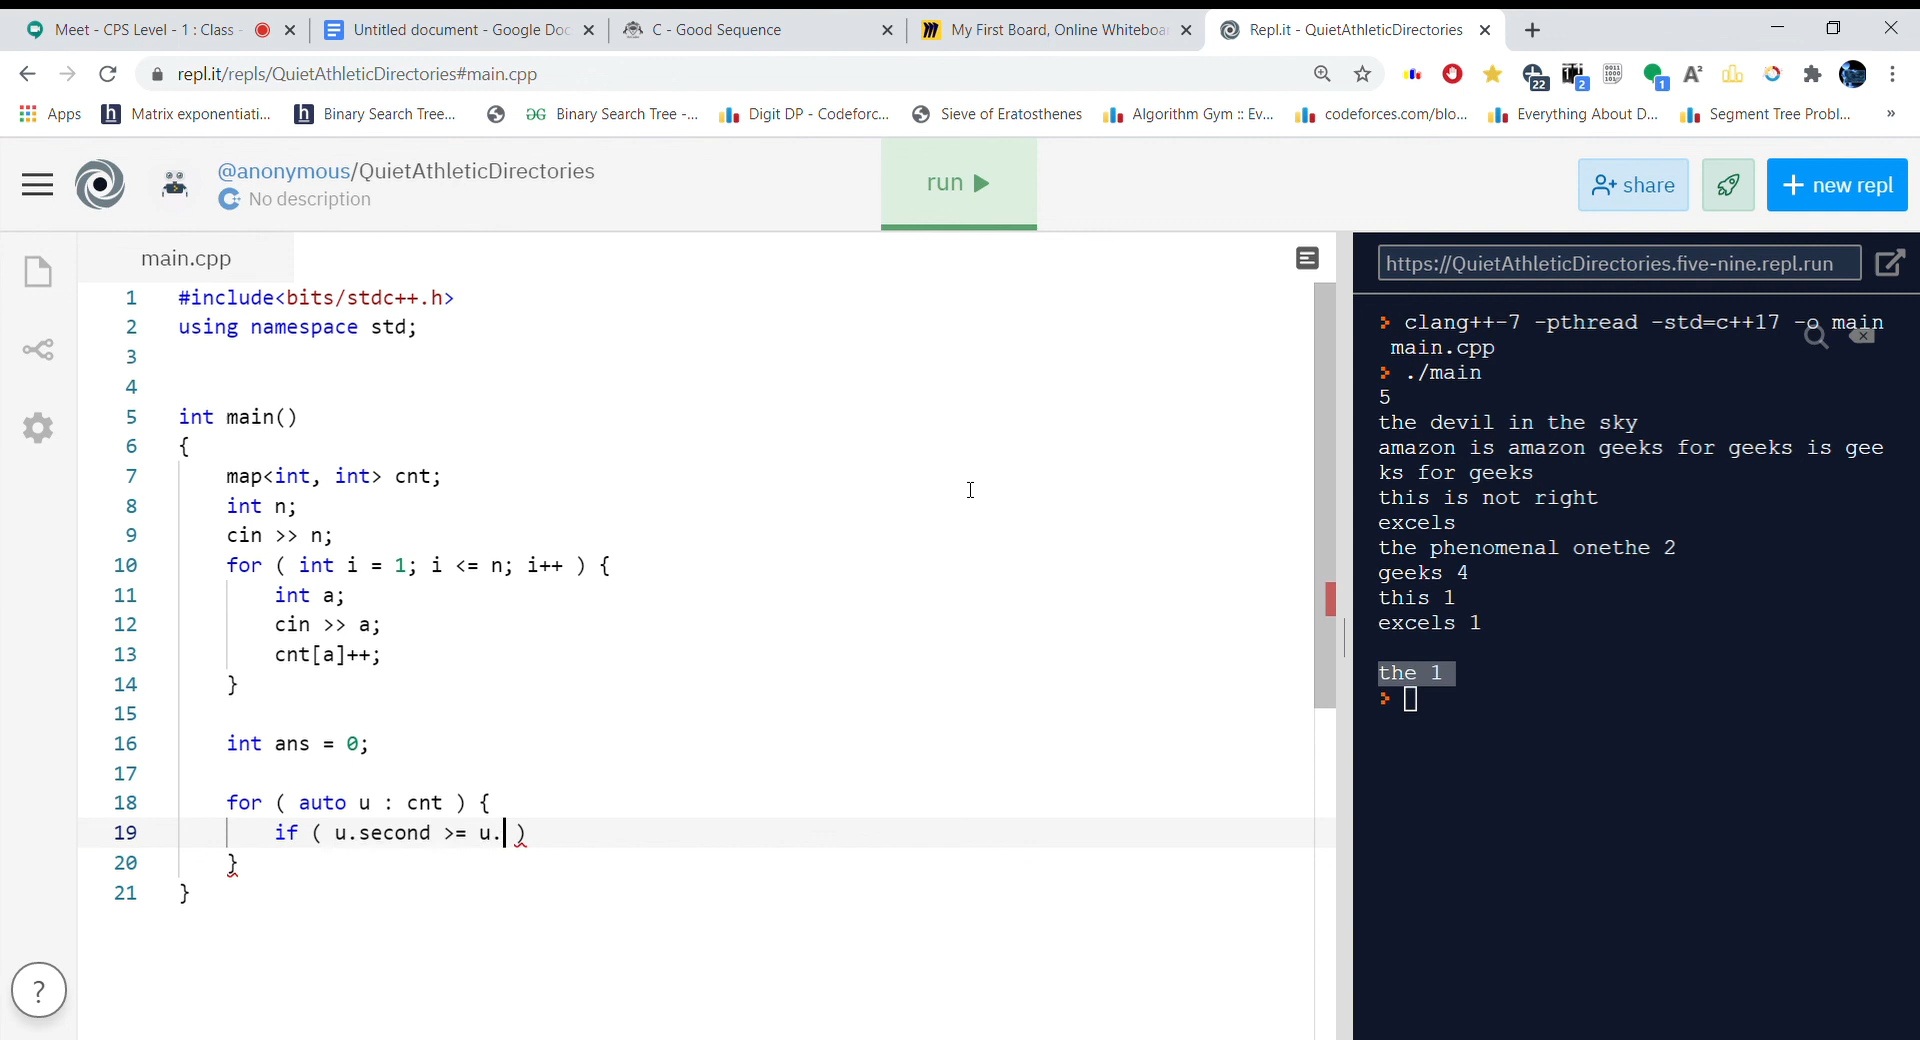 Meet - CPS Level - 1 : Class -
Untitled document - Google Doc
C - Good Sequence
My First Board, Online Whiteboar
Repl.it - QuietAthleticDirectories
repl.it/repls/QuietAthleticDirectories#main.cpp
22
2
1
Apps
Matrix exponentiati...
Binary Search Tree...
Binary Search Tree -...
Digit DP - Codeforc...
Sieve of Eratosthenes
Algorithm Gym :: Ev...
codeforces.com/blo...
Everything About D...
Segment Tree Probl...
»
@anonymous/QuietAthleticDirectories
No description
run
share
+ new repl
main.cpp
1 #include<bits/stdc++.h>
2 using namespace std;
3
4
5 int main()
6 {
7 map<int, int> cnt;
8 int n;
9 cin >> n;
10 for ( int i = 1; i <= n; i++ ) {
11 int a;
12 cin >> a;
13 cnt[a]++;
14 }
15
16 int ans = 0;
17
18 for ( auto u : cnt ) {
19 if ( u.second >= u. )
20 }
21 }
?
https://QuietAthleticDirectories.five-nine.repl.run
clang++-7 -pthread -std=c++17 -o main
main.cpp
./main
5
the devil in the sky
amazon is amazon geeks for geeks is gee
ks for geeks
this is not right
excels
the phenomenal onethe 2
geeks 4
this 1
excels 1
the 1